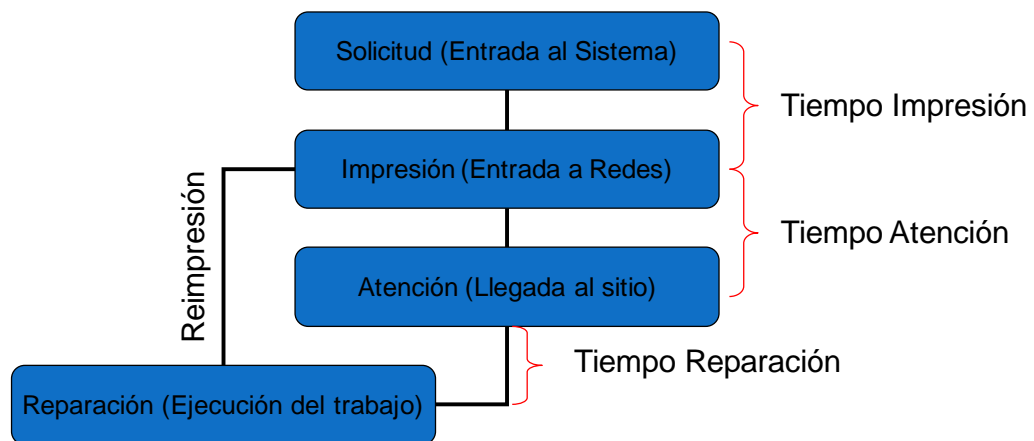 Solicitud (Entrada al Sistema)
Tiempo Impresión
Impresión (Entrada a Redes)
Reimpresión
Tiempo Atención
Atención (Llegada al sitio)
Tiempo Reparación
Reparación (Ejecución del trabajo)